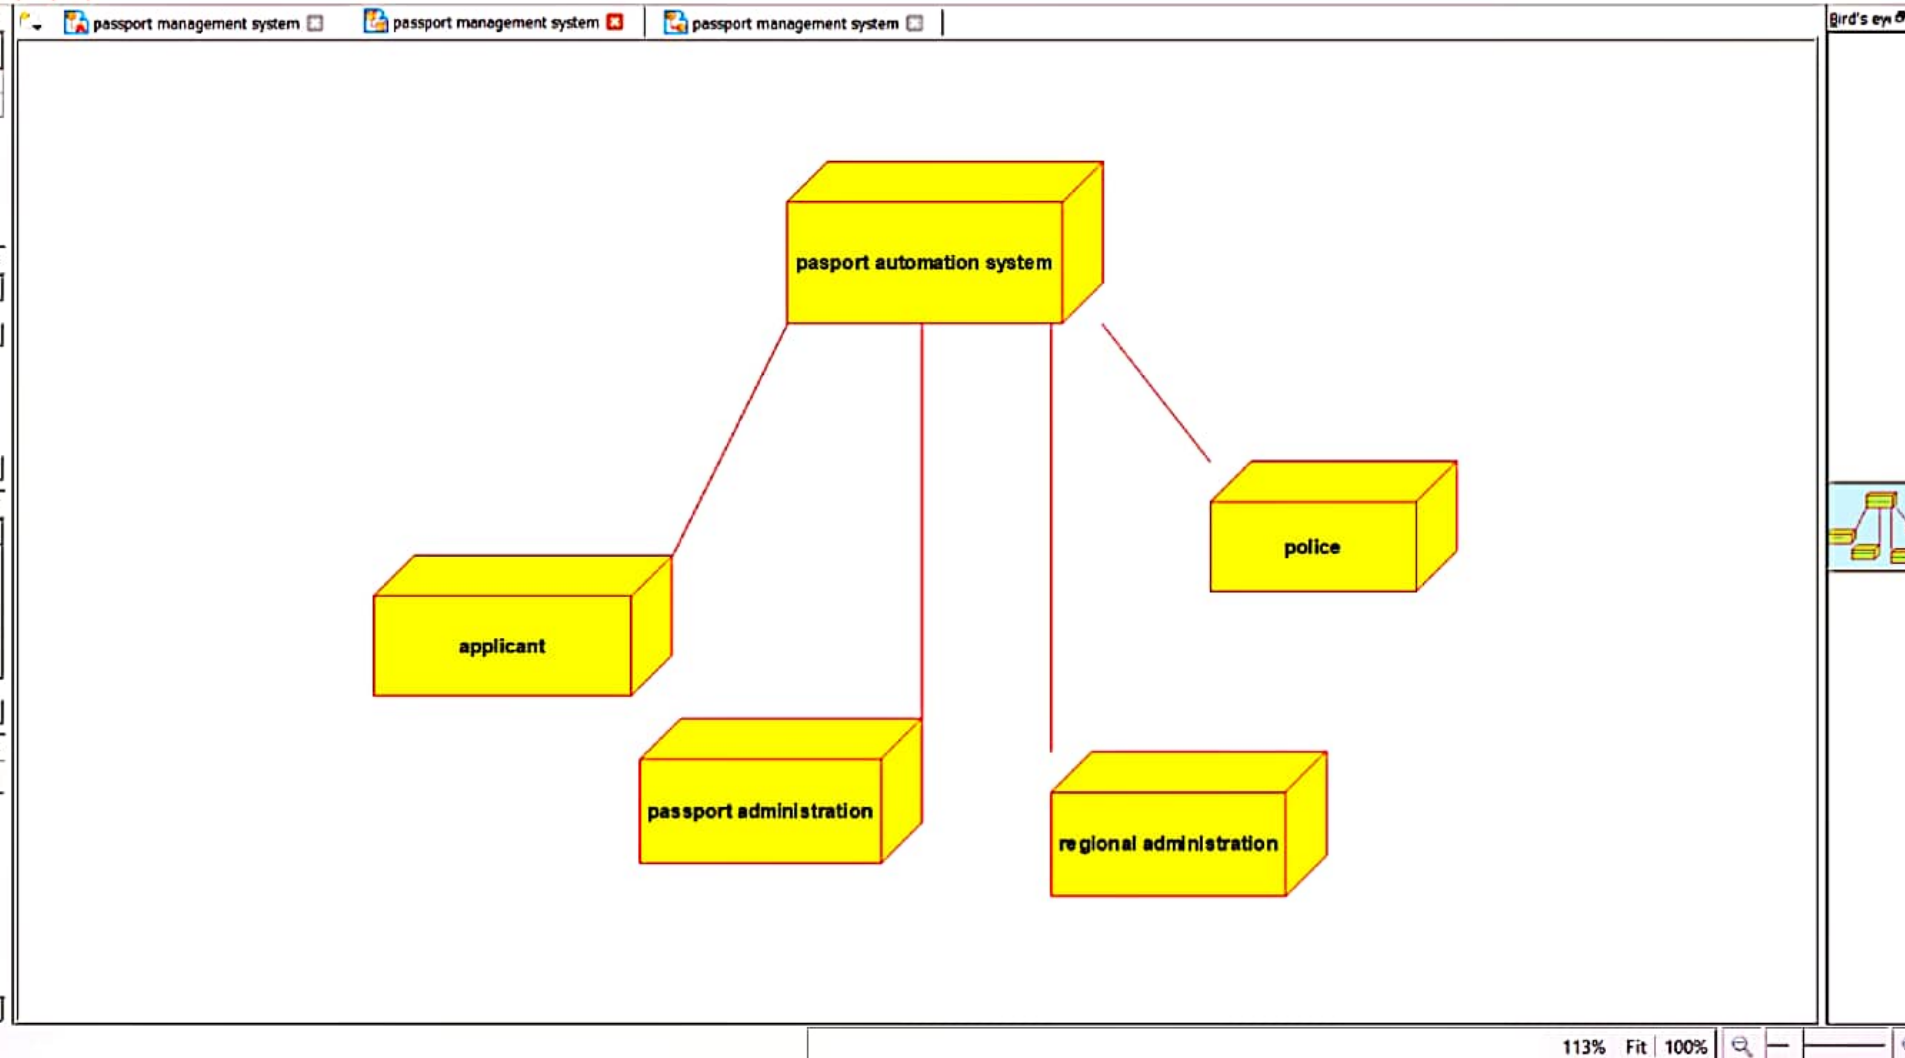 passport management system
passport management system
passport management system
Bird's eye
pasport automation system
police
applicant
passport administration
regional administration
113% Fit 100%